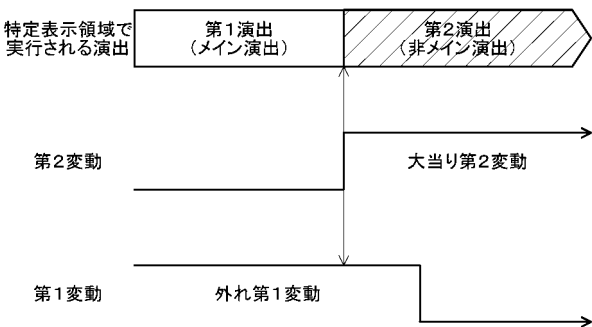 特定表示領域で
実行される演出
第1演出
(メイン演出)
第2演出
(非メイン演出)
第2変動
大当り第2変動
第1変動
外れ第1変動